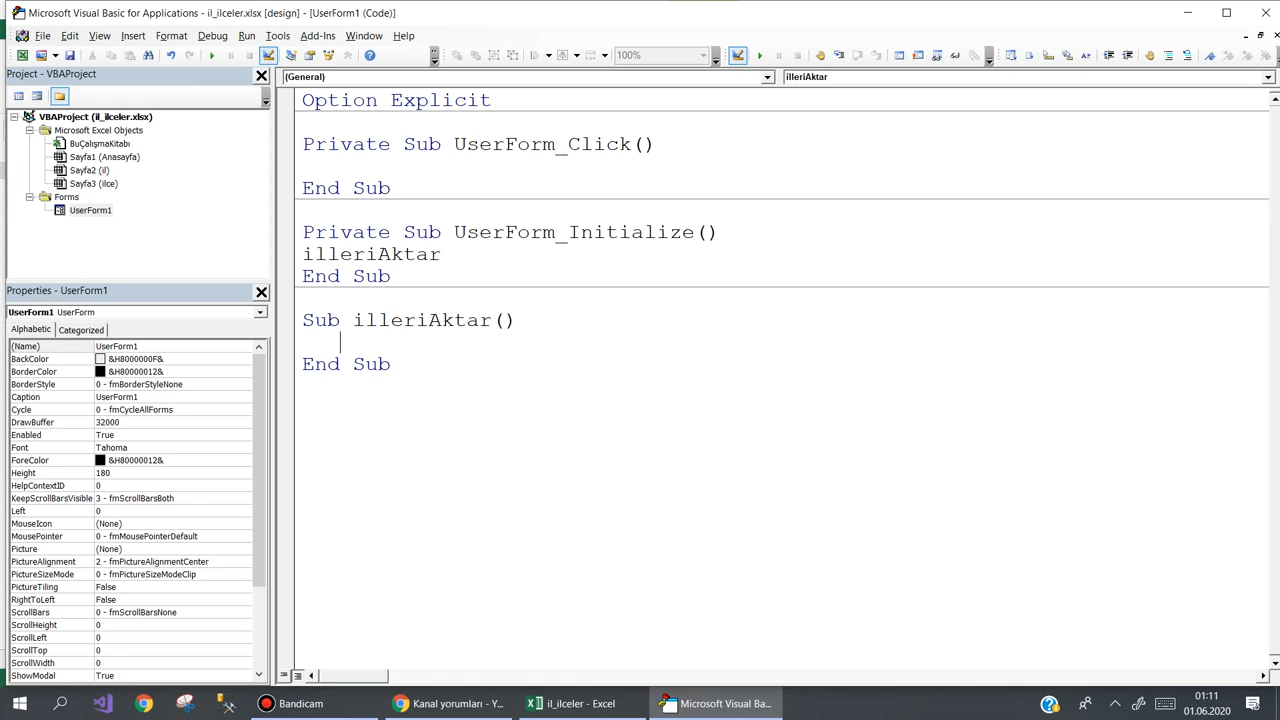 Microsoft Visual Basic for Applications - il_ilceler.xlsx [design] - [UserForm1 (Code)]
File Edit View Insert Format Debug Run Tools Add-Ins Window Help
100%
Project - VBAProject
(General)
illeriAktar
VBAProject (il_ilceler.xlsx)
Microsoft Excel Objects
BuÇalışmaKitabı
Sayfa1 (Anasayfa)
Sayfa2 (il)
Sayfa3 (ilce)
Forms
UserForm1
Option Explicit
Private Sub UserForm_Click()
End Sub
Private Sub UserForm_Initialize()
illeriAktar
End Sub
Sub illeriAktar()
End Sub
Properties - UserForm1
UserForm1 UserForm
Alphabetic Categorized
(Name) UserForm1
BackColor &H8000000F&
BorderColor &H80000012&
BorderStyle 0 - fmBorderStyleNone
Caption UserForm1
Cycle 0 - fmCycleAllForms
DrawBuffer 32000
Enabled True
Font Tahoma
ForeColor &H80000012&
Height 180
HelpContextID 0
KeepScrollBarsVisible 3 - fmScrollBarsBoth
Left 0
MouseIcon (None)
MousePointer 0 - fmMousePointerDefault
Picture (None)
PictureAlignment 2 - fmPictureAlignmentCenter
PictureSizeMode 0 - fmPictureSizeModeClip
PictureTiling False
RightToLeft False
ScrollBars 0 - fmScrollBarsNone
ScrollHeight 0
ScrollLeft 0
ScrollTop 0
ScrollWidth 0
ShowModal True
Bandicam
Kanal yorumları - Y...
il_ilceler - Excel
Microsoft Visual Ba...
01:11
01.06.2020